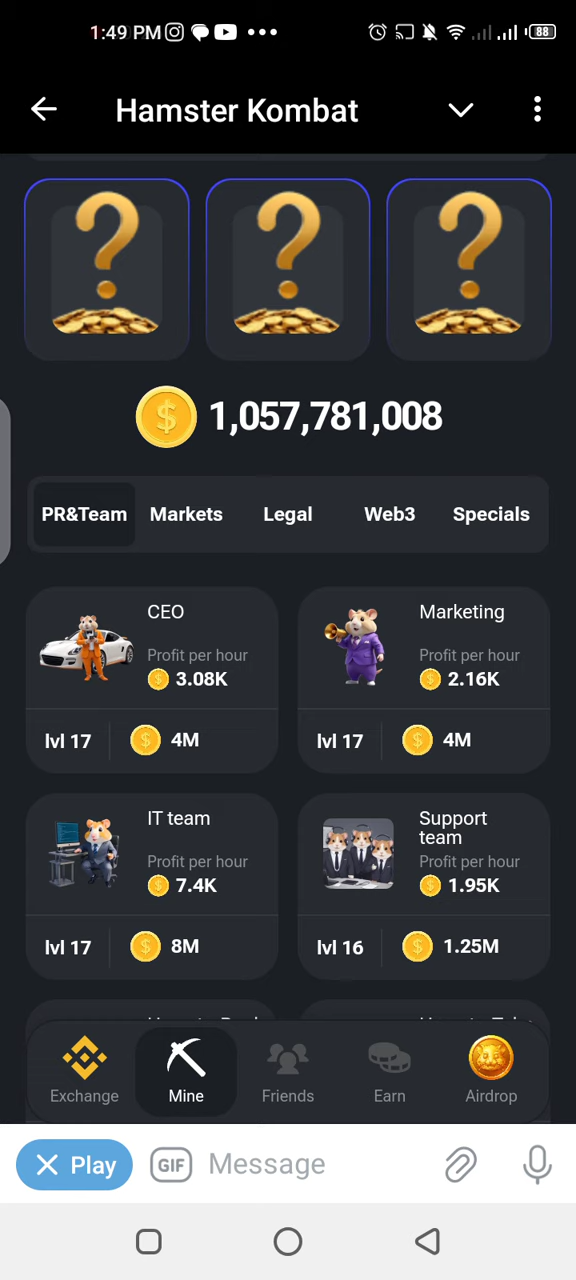 1:49 PM
88
Hamster Kombat
1,057,781,008
PR&Team Markets Legal Web3 Specials
CEO
Profit per hour
3.08K
lvl 17 4M
Marketing
Profit per hour
2.16K
lvl 17 4M
IT team
Profit per hour
7.4K
lvl 17 8M
Support
team
Profit per hour
1.95K
lvl 16 1.25M
Exchange Mine Friends Earn Airdrop
Play GIF Message